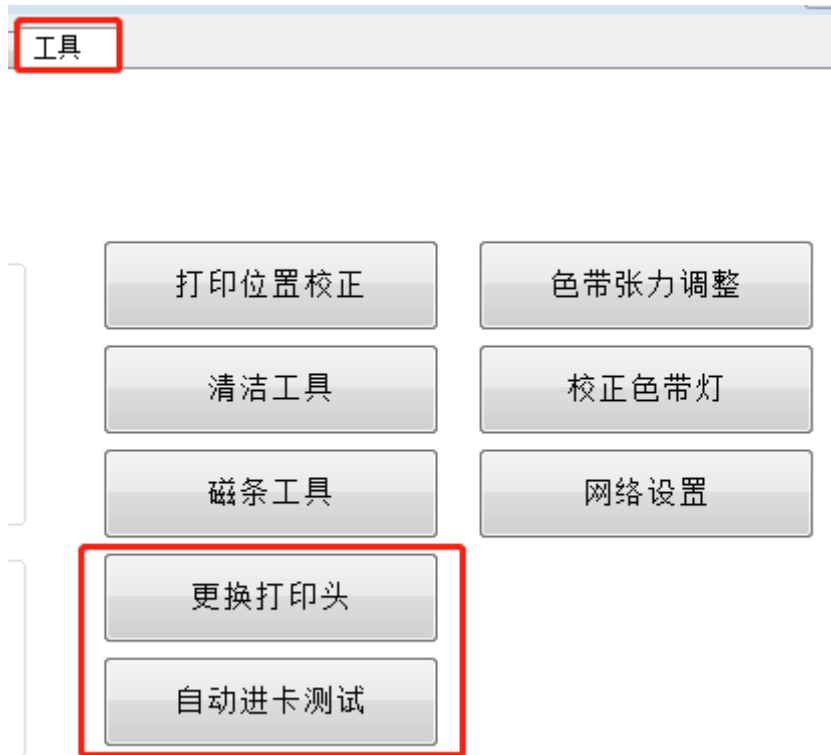 工具
打印位置校正
色带张力调整
清洁工具
校正色带灯
磁条工具
网络设置
更换打印头
自动进卡测试